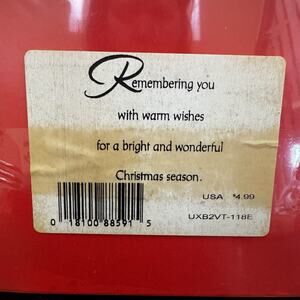 Remembering you
with warm wishes
for a bright and wonderful
Christmas season.
USA $4.99
0 18100 88591 5
UXB2VT-118E